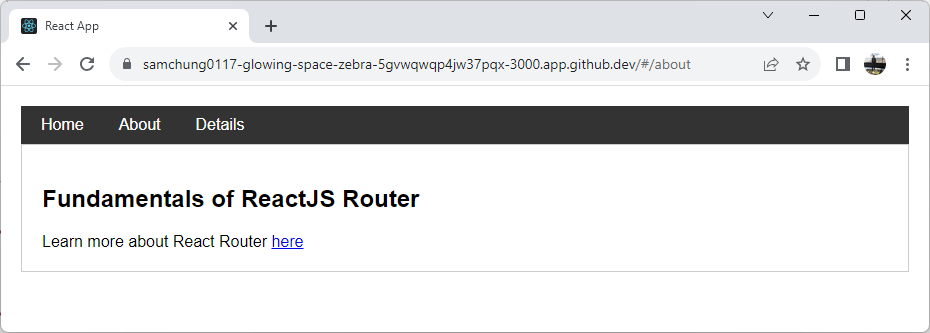 React App
samchung0117-glowing-space-zebra-5gvwqwqp4jw37pqx-3000.app.github.dev/#/about
Home About Details
Fundamentals of ReactJS Router
Learn more about React Router here